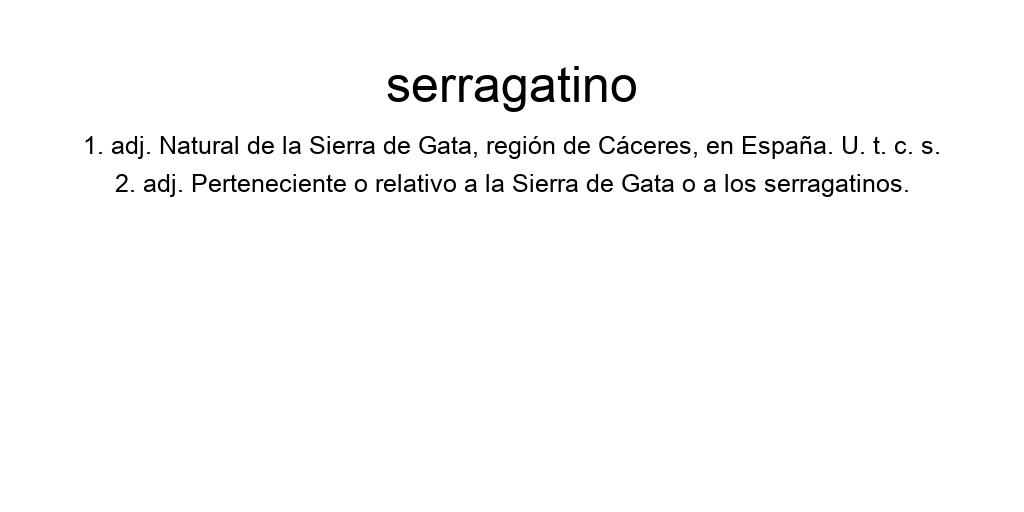 serragatino
1. adj. Natural de la Sierra de Gata, región de Cáceres, en España. U. t. c. s.
2. adj. Perteneciente o relativo a la Sierra de Gata o a los serragatinos.